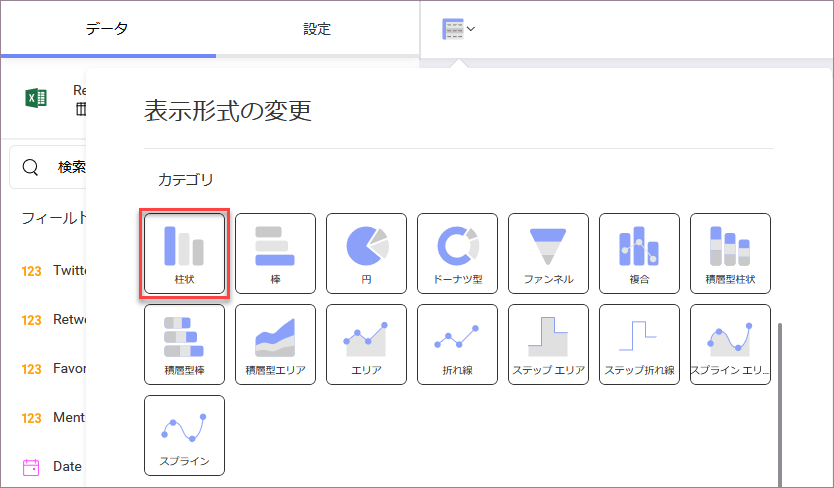 データ
設定
Re
表示形式の変更
検索
カテゴリ
フィールド
柱状
棒
円
ドーナツ型
ファンネル
複合
積層型柱状
123 Twitte
123 Retwe
123 Favor
123 Ment
Date
積層型棒
積層型エリア
エリア
折れ線
ステップ エリア
ステップ折れ線
スプライン エリ...
スプライン